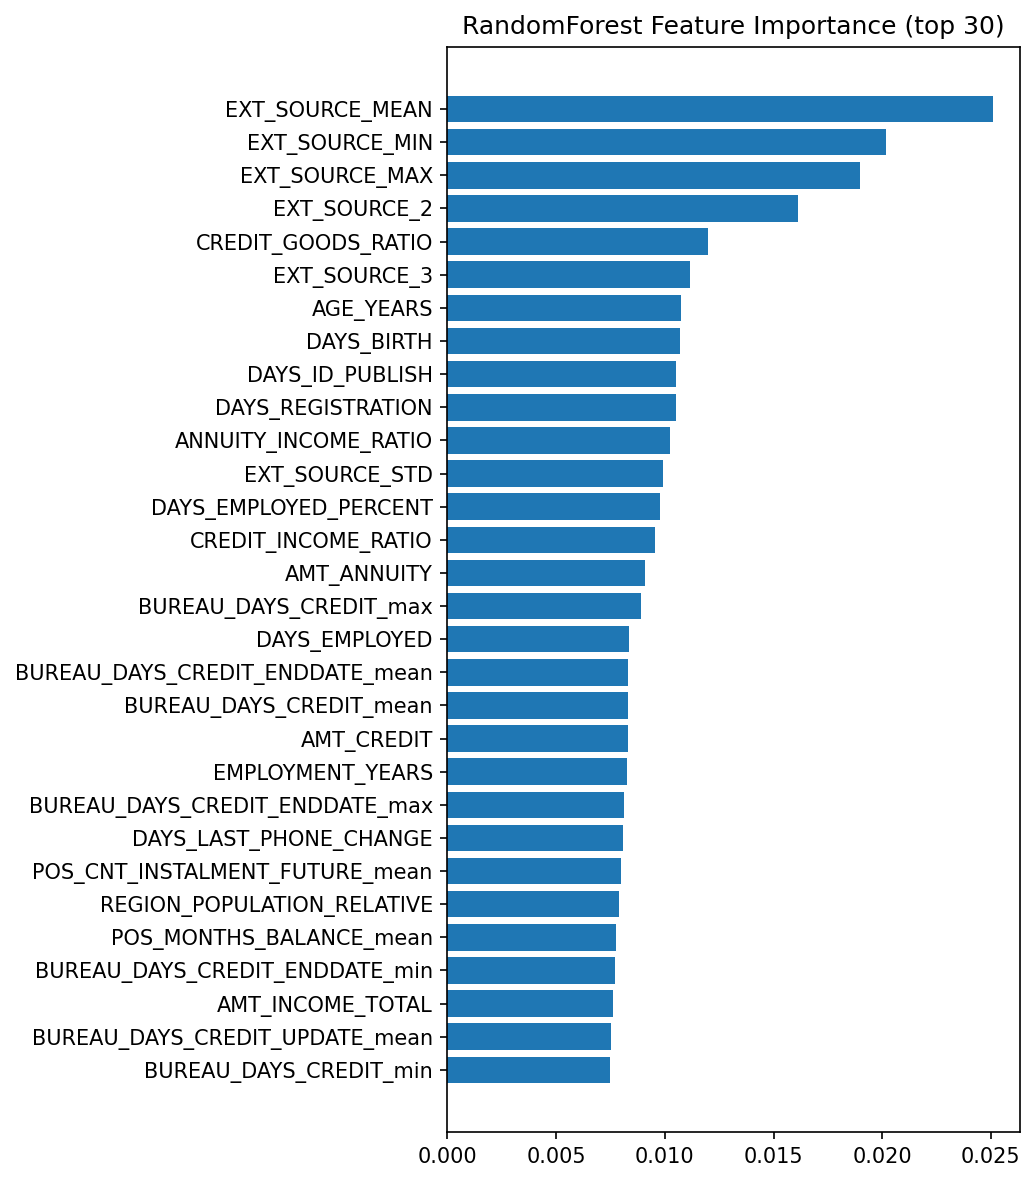 RandomForest Feature Importance (top 30)
EXT_SOURCE_MEAN
EXT_SOURCE_MIN
EXT_SOURCE_MAX
EXT_SOURCE_2
CREDIT_GOODS_RATIO
EXT_SOURCE_3
AGE_YEARS
DAYS_BIRTH
DAYS_ID_PUBLISH
DAYS_REGISTRATION
ANNUITY_INCOME_RATIO
EXT_SOURCE_STD
DAYS_EMPLOYED_PERCENT
CREDIT_INCOME_RATIO
AMT_ANNUITY
BUREAU_DAYS_CREDIT_max
DAYS_EMPLOYED
BUREAU_DAYS_CREDIT_ENDDATE_mean
BUREAU_DAYS_CREDIT_mean
AMT_CREDIT
EMPLOYMENT_YEARS
BUREAU_DAYS_CREDIT_ENDDATE_max
DAYS_LAST_PHONE_CHANGE
POS_CNT_INSTALMENT_FUTURE_mean
REGION_POPULATION_RELATIVE
POS_MONTHS_BALANCE_mean
BUREAU_DAYS_CREDIT_ENDDATE_min
AMT_INCOME_TOTAL
BUREAU_DAYS_CREDIT_UPDATE_mean
BUREAU_DAYS_CREDIT_min
0.000 0.005 0.010 0.015 0.020 0.025